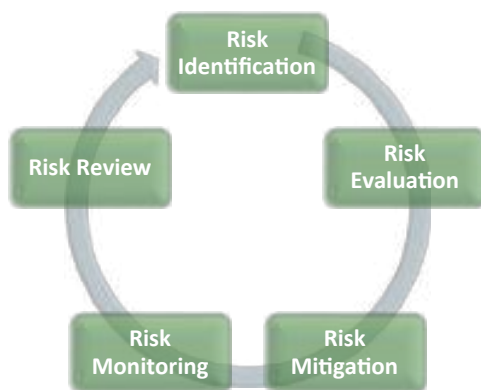 Risk
Identification
Risk
Evaluation
Risk
Mitigation
Risk
Monitoring
Risk Review